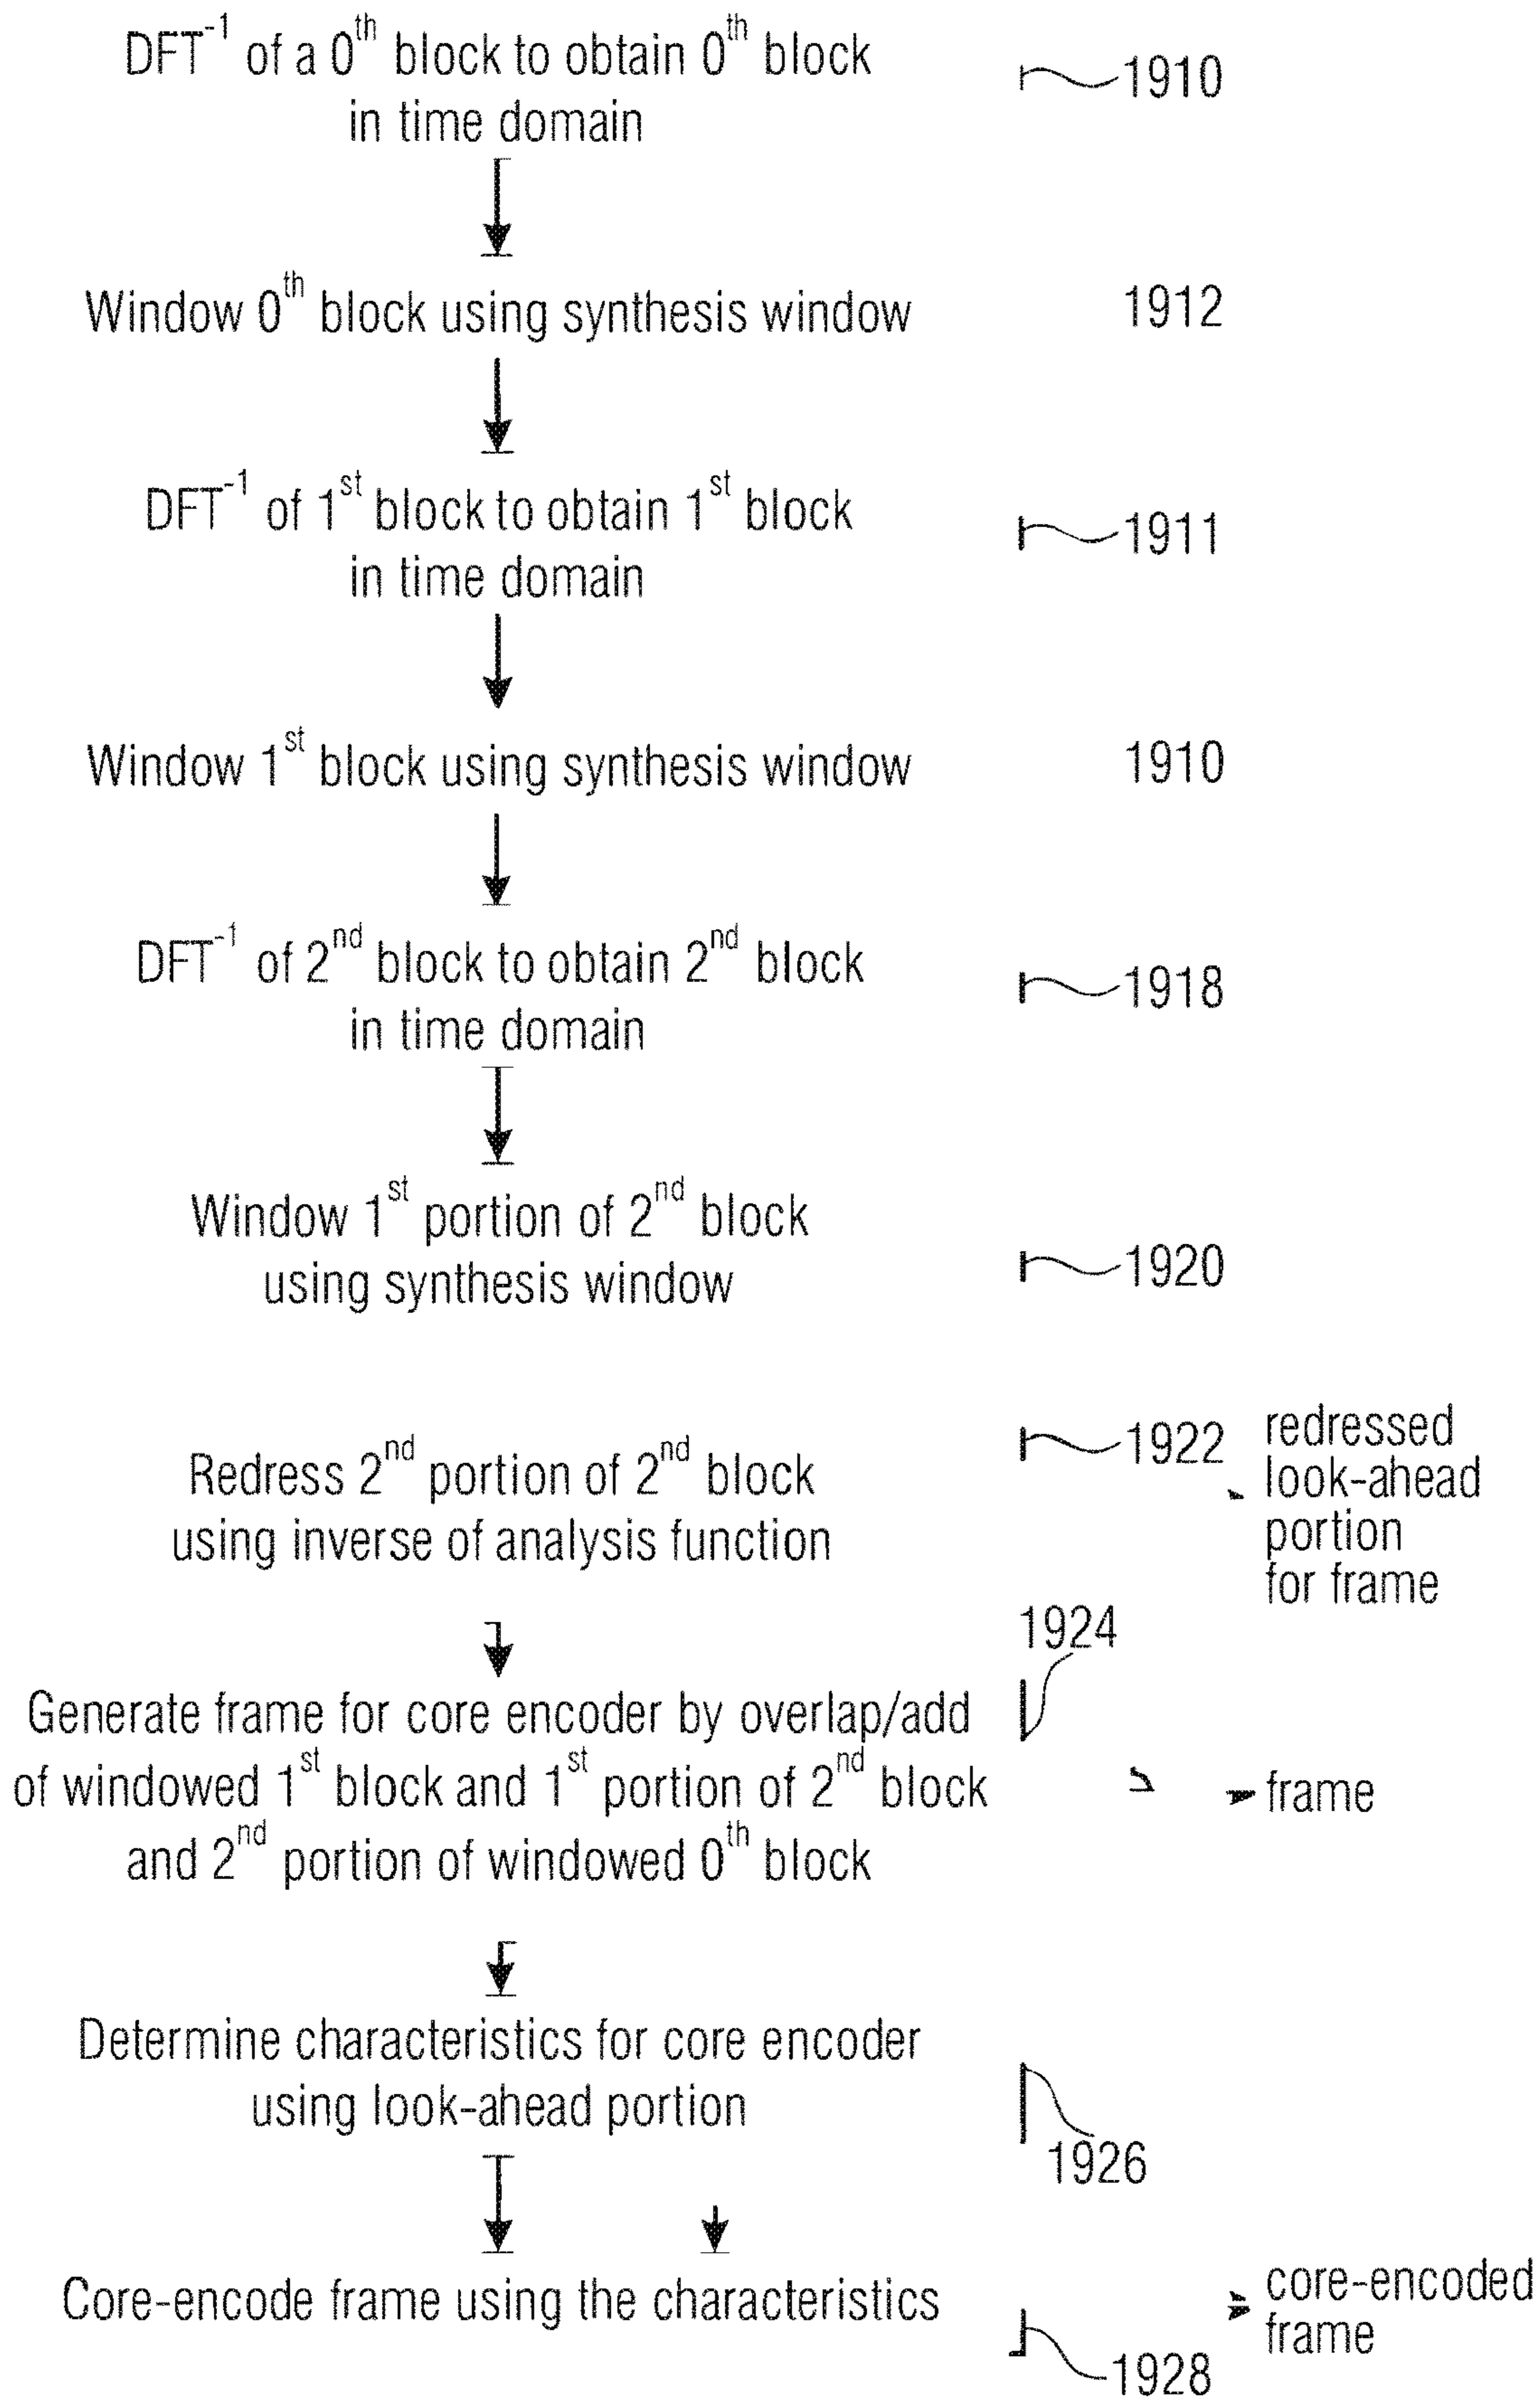 DFT⁻¹ of a 0th block to obtain 0th block
in time domain
1910
Window 0th block using synthesis window
1912
DFT⁻¹ of 1st block to obtain 1st block
in time domain
1911
Window 1st block using synthesis window
1910
DFT⁻¹ of 2nd block to obtain 2nd block
in time domain
1918
Window 1st portion of 2nd block
using synthesis window
1920
Redress 2nd portion of 2nd block
using inverse of analysis function
1922
redressed
look-ahead
portion
for frame
1924
Generate frame for core encoder by overlap/add
of windowed 1st block and 1st portion of 2nd block
and 2nd portion of windowed 0th block
frame
Determine characteristics for core encoder
using look-ahead portion
1926
Core-encode frame using the characteristics
1928
core-encoded
frame